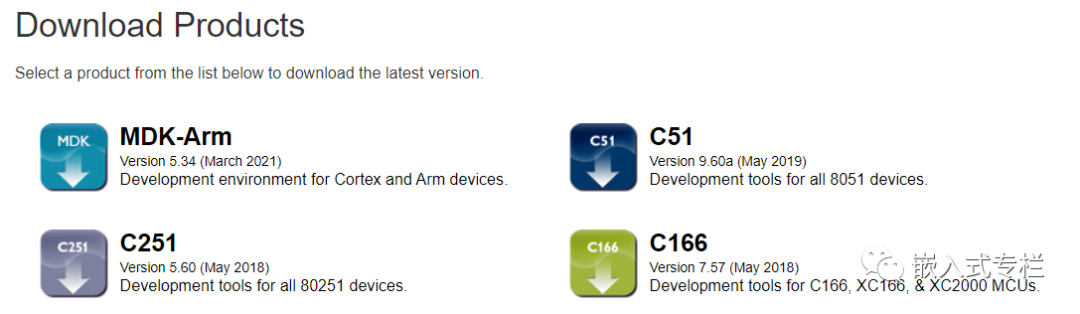 Download Products
Select a product from the list below to download the latest version.
MDK
MDK-Arm
Version 5.34 (March 2021)
Development environment for Cortex and Arm devices.
C51
C51
Version 9.60a (May 2019)
Development tools for all 8051 devices.
C251
C251
Version 5.60 (May 2018)
Development tools for all 80251 devices.
C166
C166
Version 7.57 (May 2018)
Development tools for C166, XC166, & XC2000 MCUs.
嵌入式专栏